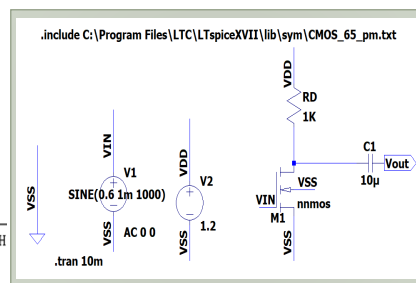 .include C:\Program Files\LTC\LTspiceXVII\lib\sym\CMOS_65_pm.txt
VDD
RD
1K
C1
Vout
10µ
VIN
V1
SINE(0.6 1m 1000)
AC 0 0
VSS
VDD
V2
1.2
VSS
VSS
VIN
VSS
nnmos
M1
VSS
.tran 10m
H